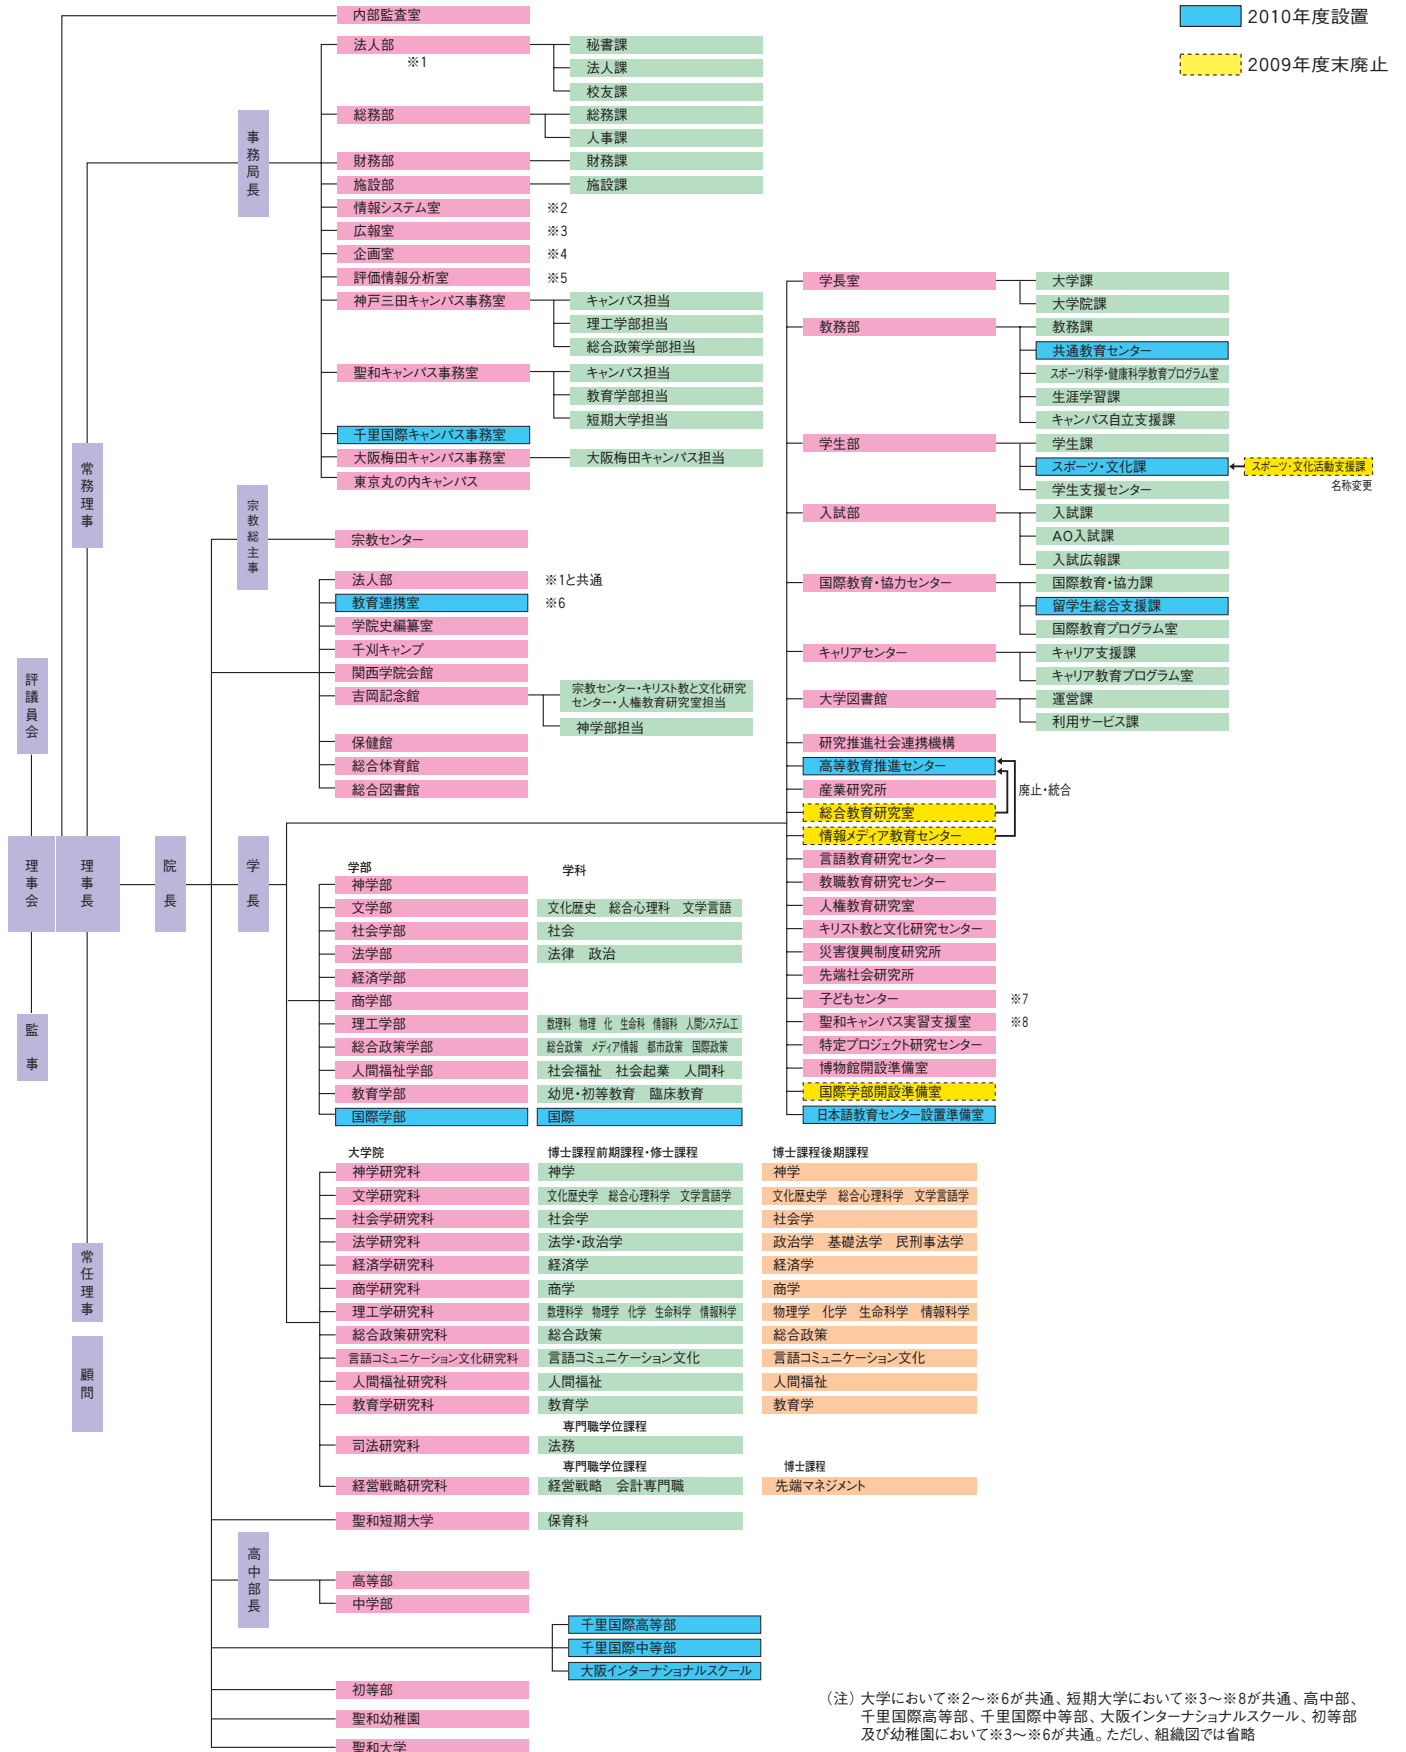 2010年度設置
2009年度末廃止
評議員会
理事会
監事
理事長
常務理事
常任理事
顧問
院長
学長
事務局長
宗教総主事
高中部長
内部監査室
法人部
※1
秘書課
法人課
校友課
総務部
総務課
人事課
財務部
財務課
施設部
施設課
情報システム室 ※2
広報室 ※3
企画室 ※4
評価情報分析室 ※5
神戸三田キャンパス事務室
キャンパス担当
理工学部担当
総合政策学部担当
聖和キャンパス事務室
キャンパス担当
教育学部担当
短期大学担当
千里国際キャンパス事務室
大阪梅田キャンパス事務室
大阪梅田キャンパス担当
東京丸の内キャンパス
宗教センター
法人部 ※1と共通
教育連携室 ※6
学院史編纂室
千刈キャンプ
関西学院会館
吉岡記念館
宗教センター・キリスト教と文化研究
センター・人権教育研究室担当
神学部担当
保健館
総合体育館
総合図書館
学長室
大学課
大学院課
教務部
教務課
共通教育センター
スポーツ科学・健康科学教育プログラム室
生涯学習課
キャンパス自立支援課
学生部
学生課
スポーツ・文化課
スポーツ・文化活動支援課
名称変更
学生支援センター
入試部
入試課
AO入試課
入試広報課
国際教育・協力センター
国際教育・協力課
留学生総合支援課
国際教育プログラム室
キャリアセンター
キャリア支援課
キャリア教育プログラム室
大学図書館
運営課
利用サービス課
研究推進社会連携機構
高等教育推進センター
産業研究所
廃止・統合
総合教育研究室
情報メディア教育センター
言語教育研究センター
教職教育研究センター
人権教育研究室
キリスト教と文化研究センター
災害復興制度研究所
先端社会研究所
子どもセンター ※7
聖和キャンパス実習支援室 ※8
特定プロジェクト研究センター
博物館開設準備室
国際学部開設準備室
日本語教育センター設置準備室
学部 学科
神学部
文学部 文化歴史 総合心理科 文学言語
社会学部 社会
法学部 法律 政治
経済学部
商学部
理工学部 数理科 物理 化 生命科 情報科 人間システム工
総合政策学部 総合政策 メディア情報 都市政策 国際政策
人間福祉学部 社会福祉 社会起業 人間科
教育学部 幼児・初等教育 臨床教育
国際学部 国際
大学院 博士課程前期課程・修士課程 博士課程後期課程
神学研究科 神学 神学
文学研究科 文化歴史学 総合心理科学 文学言語学 文化歴史学 総合心理科学 文学言語学
社会学研究科 社会学 社会学
法学研究科 法学・政治学 政治学 基礎法学 民刑事法学
経済学研究科 経済学 経済学
商学研究科 商学 商学
理工学研究科 数理科学 物理学 化学 生命科学 情報科学 物理学 化学 生命科学 情報科学
総合政策研究科 総合政策 総合政策
言語コミュニケーション文化研究科 言語コミュニケーション文化 言語コミュニケーション文化
人間福祉研究科 人間福祉 人間福祉
教育学研究科 教育学 教育学
専門職学位課程
司法研究科 法務
専門職学位課程 博士課程
経営戦略研究科 経営戦略 会計専門職 先端マネジメント
聖和短期大学 保育科
高等部
中学部
千里国際高等部
千里国際中等部
大阪インターナショナルスクール
初等部
聖和幼稚園
聖和大学
（注）大学において※2〜※6が共通、短期大学において※3〜※8が共通、高中部、
千里国際高等部、千里国際中等部、大阪インターナショナルスクール、初等部
及び幼稚園において※3〜※6が共通。ただし、組織図では省略